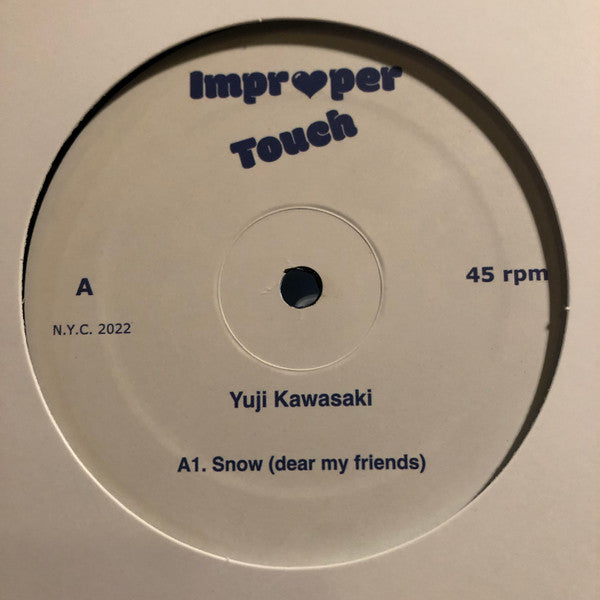 Impr♥per
Touch
A
45 rpm
N.Y.C. 2022
Yuji Kawasaki
A1. Snow (dear my friends)